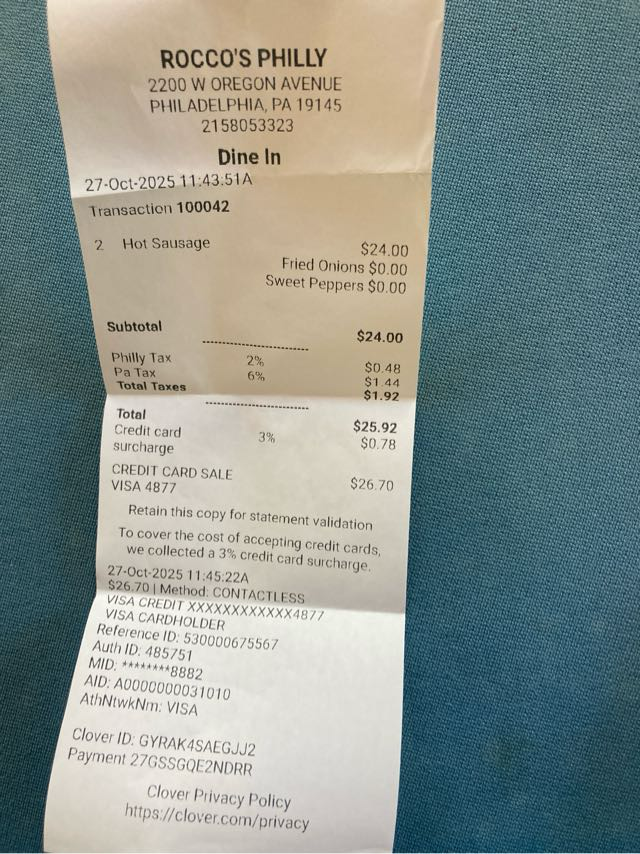 ROCCO'S PHILLY
2200 W OREGON AVENUE
PHILADELPHIA, PA 19145
2158053323
Dine In
27-Oct-2025 11:43:51A
Transaction 100042
2 Hot Sausage $24.00
Fried Onions $0.00
Sweet Peppers $0.00
Subtotal $24.00
--------------------
Philly Tax 2% $0.48
Pa Tax 6% $1.44
Total Taxes $1.92
--------------------
Total $25.92
Credit card 3% $0.78
surcharge
CREDIT CARD SALE
VISA 4877 $26.70
Retain this copy for statement validation
To cover the cost of accepting credit cards,
we collected a 3% credit card surcharge.
27-Oct-2025 11:45:22A
$26.70 | Method: CONTACTLESS
VISA CREDIT XXXXXXXXXXXX4877
VISA CARDHOLDER
Reference ID: 530000675567
Auth ID: 485751
MID: ********8882
AID: A0000000031010
AthNtwkNm: VISA
Clover ID: GYRAK4SAEGJJ2
Payment 27GSSGQE2NDRR
Clover Privacy Policy
https://clover.com/privacy